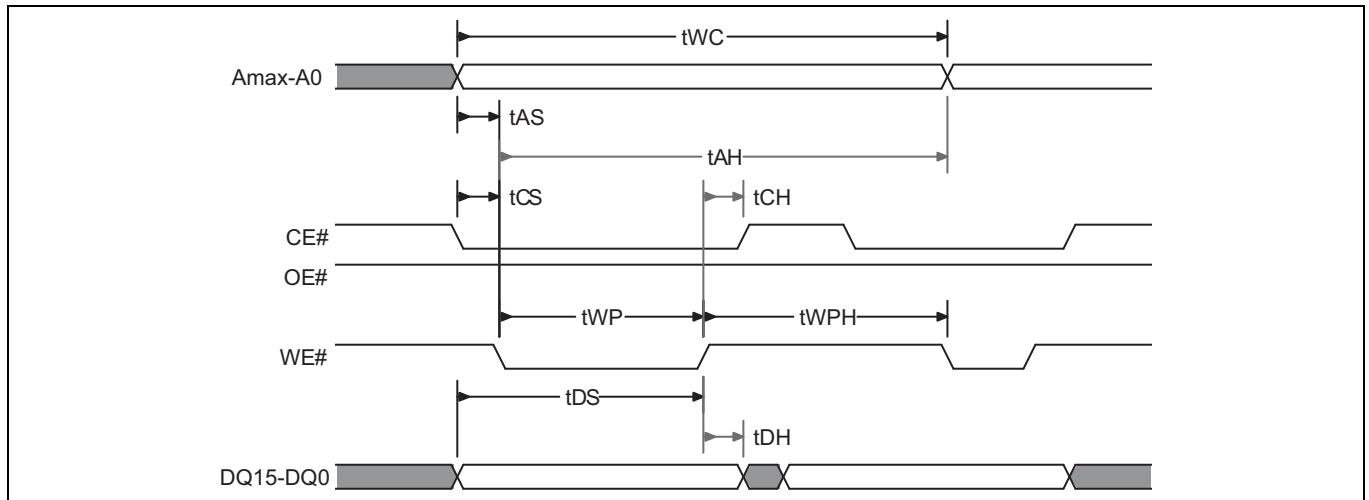 tWC
Amax-A0
tAS
tAH
tCS
tCH
CE#
OE#
tWP
tWPH
WE#
tDS
tDH
DQ15-DQ0